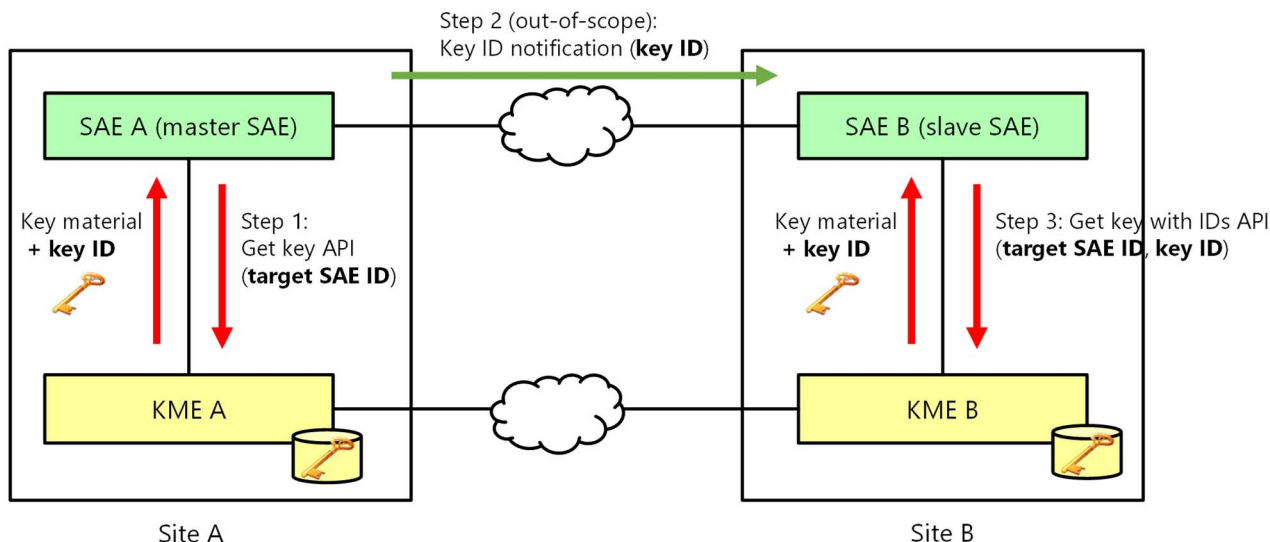 Step 2 (out-of-scope):
Key ID notification (key ID)
SAE A (master SAE)
SAE B (slave SAE)
Key material
+ key ID
Step 1:
Get key API
(target SAE ID)
Key material
+ key ID
Step 3: Get key with IDs API
(target SAE ID, key ID)
KME A
KME B
Site A
Site B